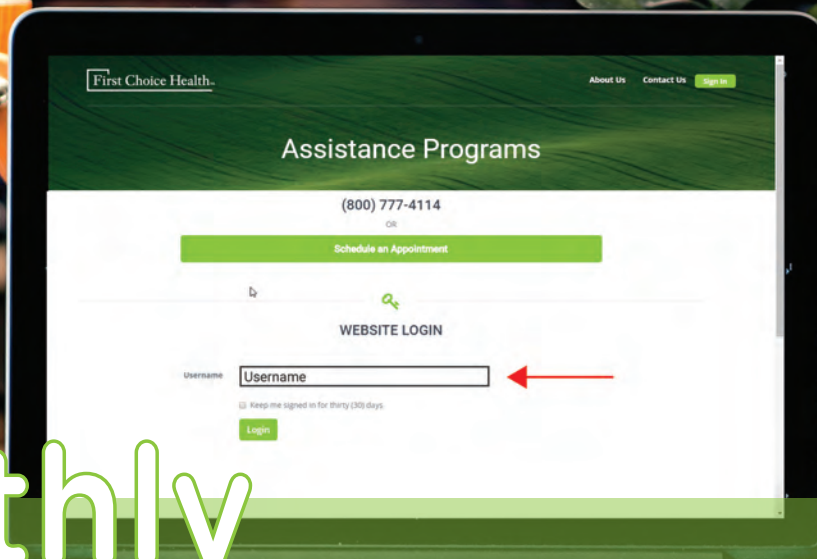 First Choice Health™
About Us Contact Us Sign In
Assistance Programs
(800) 777-4114
OR
Schedule an Appointment
WEBSITE LOGIN
Username Username
Keep me signed in for thirty (30) days
Login
thly